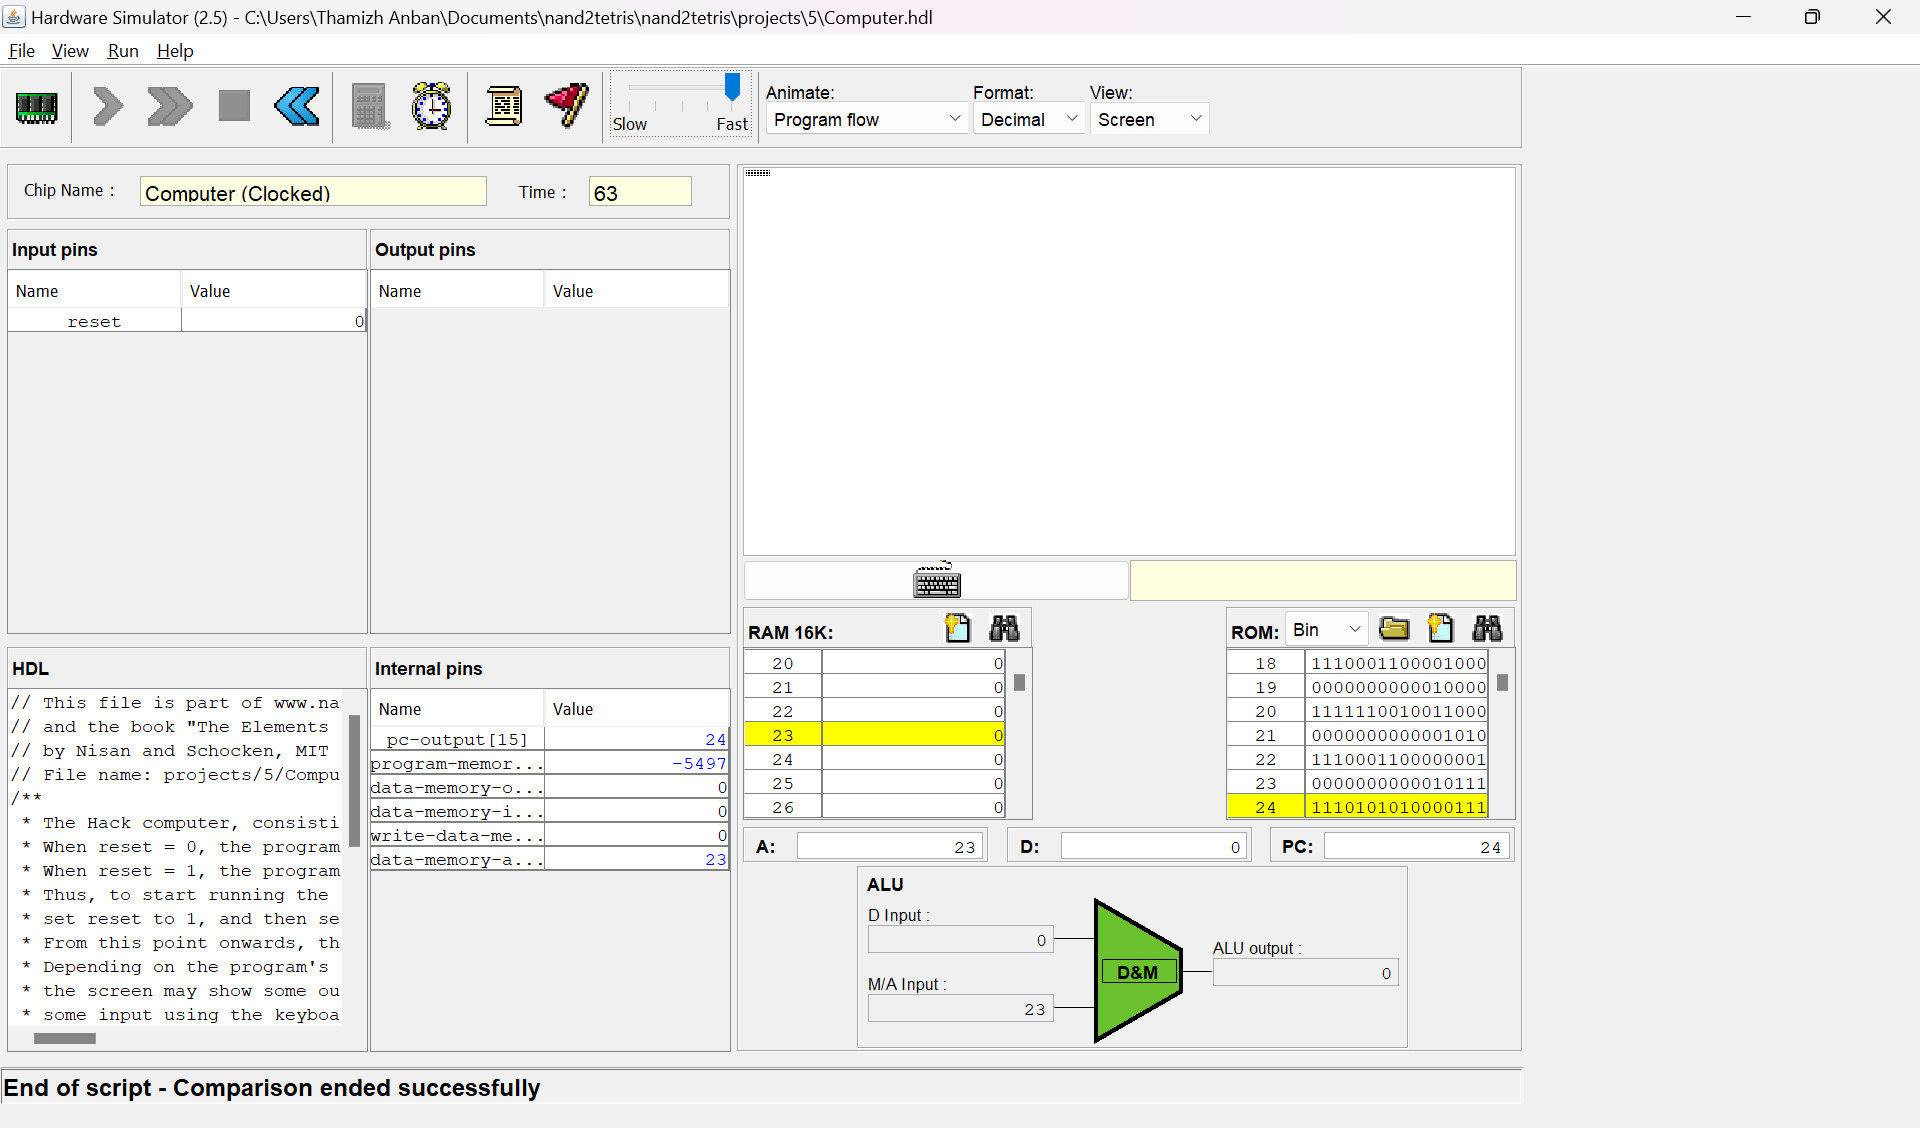 Hardware Simulator (2.5) - C:\Users\Thamizh Anban\Documents\nand2tetris\nand2tetris\projects\5\Computer.hdl
File View Run Help
Slow Fast
Animate: Format: View:
Program flow Decimal Screen
Chip Name : Computer (Clocked) Time : 63
Input pins
Name Value
reset 0
Output pins
Name Value
HDL
// This file is part of www.na
// and the book "The Elements
// by Nisan and Schocken, MIT
// File name: projects/5/Compu
/**
* The Hack computer, consisti
* When reset = 0, the program
* When reset = 1, the program
* Thus, to start running the
* set reset to 1, and then se
* From this point onwards, th
* Depending on the program's
* the screen may show some ou
* some input using the keyboa
Internal pins
Name Value
pc-output[15] 24
program-memor... -5497
data-memory-o... 0
data-memory-i... 0
write-data-me... 0
data-memory-a... 23
RAM 16K:
20 0
21 0
22 0
23 0
24 0
25 0
26 0
ROM: Bin
18 1110001100001000
19 0000000000010000
20 1111110010011000
21 0000000000001010
22 1110001100000001
23 0000000000010111
24 1110101010000111
A: 23 D: 0 PC: 24
ALU
D Input :
0
M/A Input :
23
D&M
ALU output :
0
End of script - Comparison ended successfully